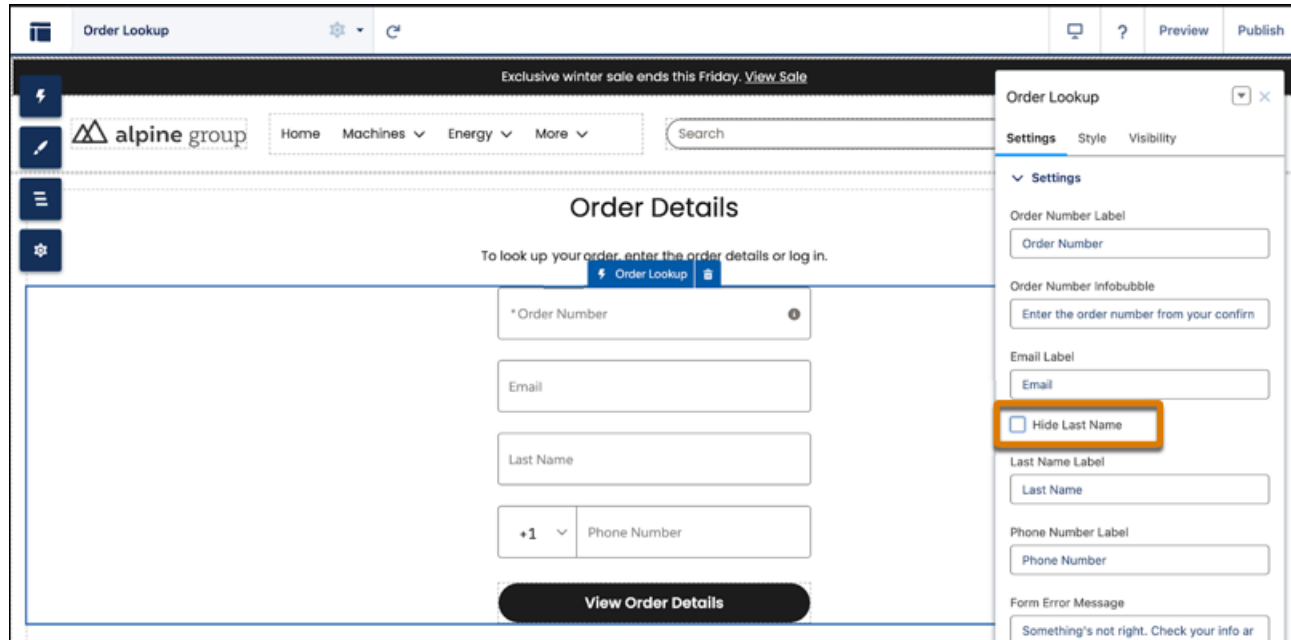 Order Lookup
?
Preview
Publish
Exclusive winter sale ends this Friday. View Sale
alpine group
Home
Machines
Energy
More
Search
Order Details
To look up your order, enter the order details or log in.
Order Lookup
*Order Number
Email
Last Name
+1
Phone Number
View Order Details
Order Lookup
Settings
Style
Visibility
Settings
Order Number Label
Order Number
Order Number Infobubble
Enter the order number from your confirn
Email Label
Email
Hide Last Name
Last Name Label
Last Name
Phone Number Label
Phone Number
Form Error Message
Something's not right. Check your info ar